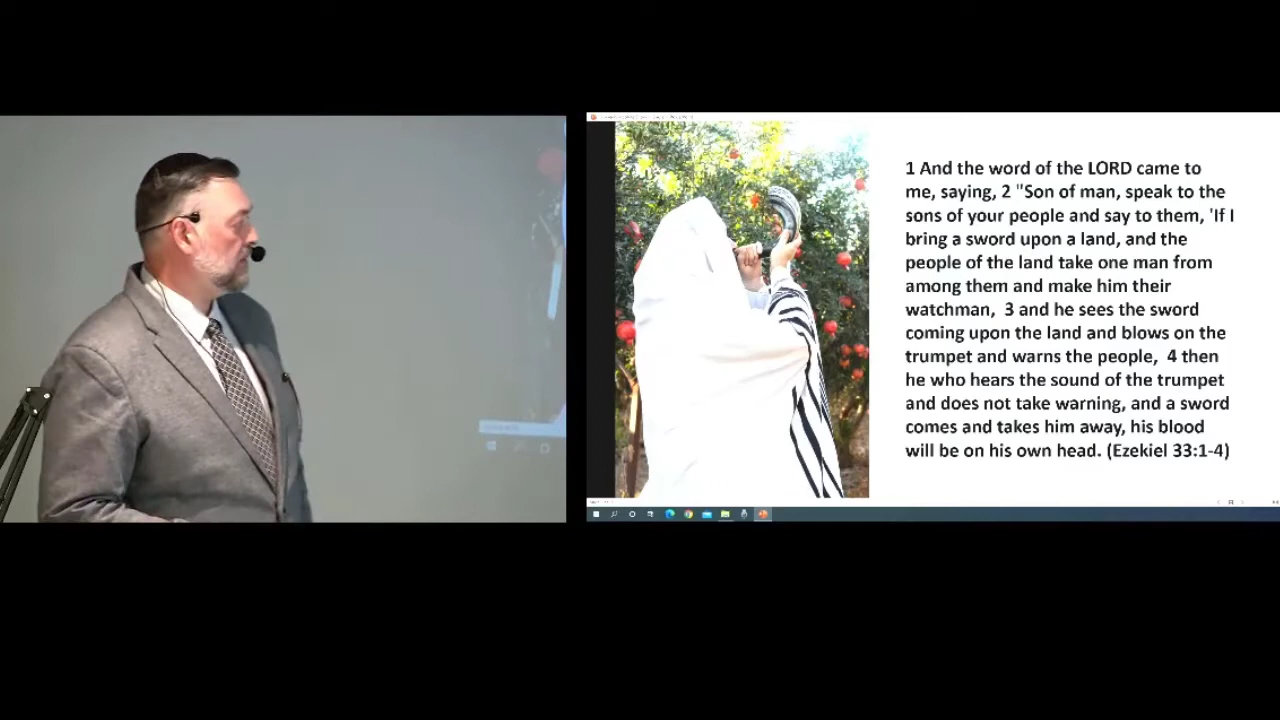 1 And the word of the LORD came to
me, saying, 2 "Son of man, speak to the
sons of your people and say to them, 'If I
bring a sword upon a land, and the
people of the land take one man from
among them and make him their
watchman,  3 and he sees the sword
coming upon the land and blows on the
trumpet and warns the people,  4 then
he who hears the sound of the trumpet
and does not take warning, and a sword
comes and takes him away, his blood
will be on his own head. (Ezekiel 33:1-4)